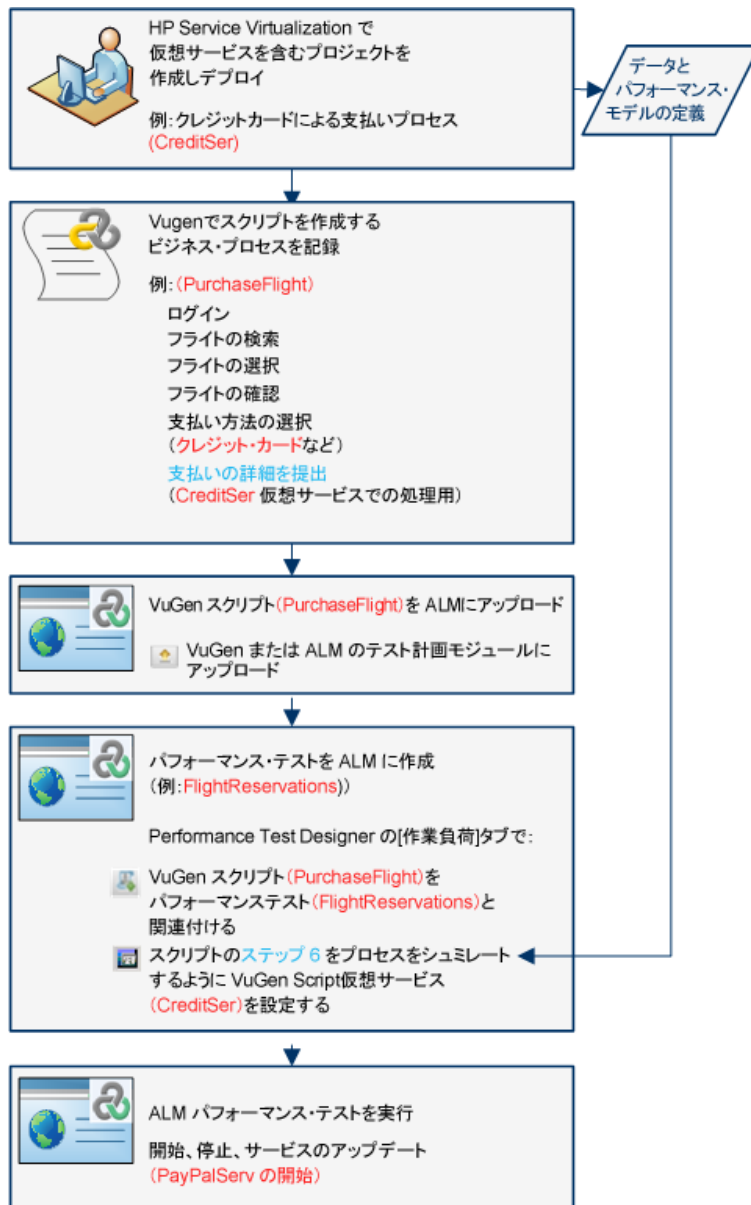 HP Service Virtualization で
仮想サービスを含むプロジェクトを
作成しデプロイ
例:クレジットカードによる支払いプロセス
(CreditSer)
データと
パフォーマンス・
モデルの定義
Vugenでスクリプトを作成する
ビジネス・プロセスを記録
例:(PurchaseFlight)
ログイン
フライトの検索
フライトの選択
フライトの確認
支払い方法の選択
(クレジット・カードなど)
支払いの詳細を提出
(CreditSer 仮想サービスでの処理用)
VuGen スクリプト(PurchaseFlight)を ALMにアップロード
VuGen または ALM のテスト計画モジュールに
アップロード
パフォーマンス・テストを ALM に作成
(例:FlightReservations))
Performance Test Designer の[作業負荷]タブで:
VuGen スクリプト(PurchaseFlight)を
パフォーマンステスト(FlightReservations)と
関連付ける
スクリプトのステップ 6 をプロセスをシュミレート
するように VuGen Script仮想サービス
(CreditSer)を設定する
ALM パフォーマンス・テストを実行
開始、停止、サービスのアップデート
(PayPalServ の開始)